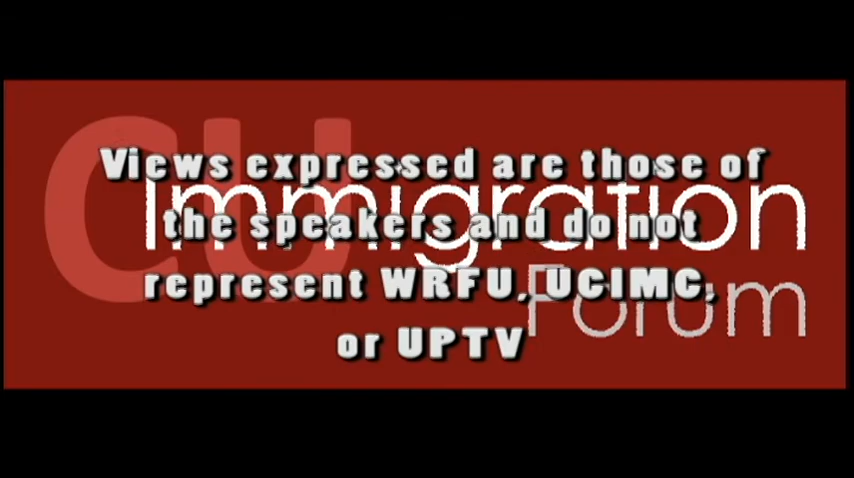 CU
Immigration
Forum
Views expressed are those of
the speakers and do not
represent WRFU, UCIMC,
or UPTV